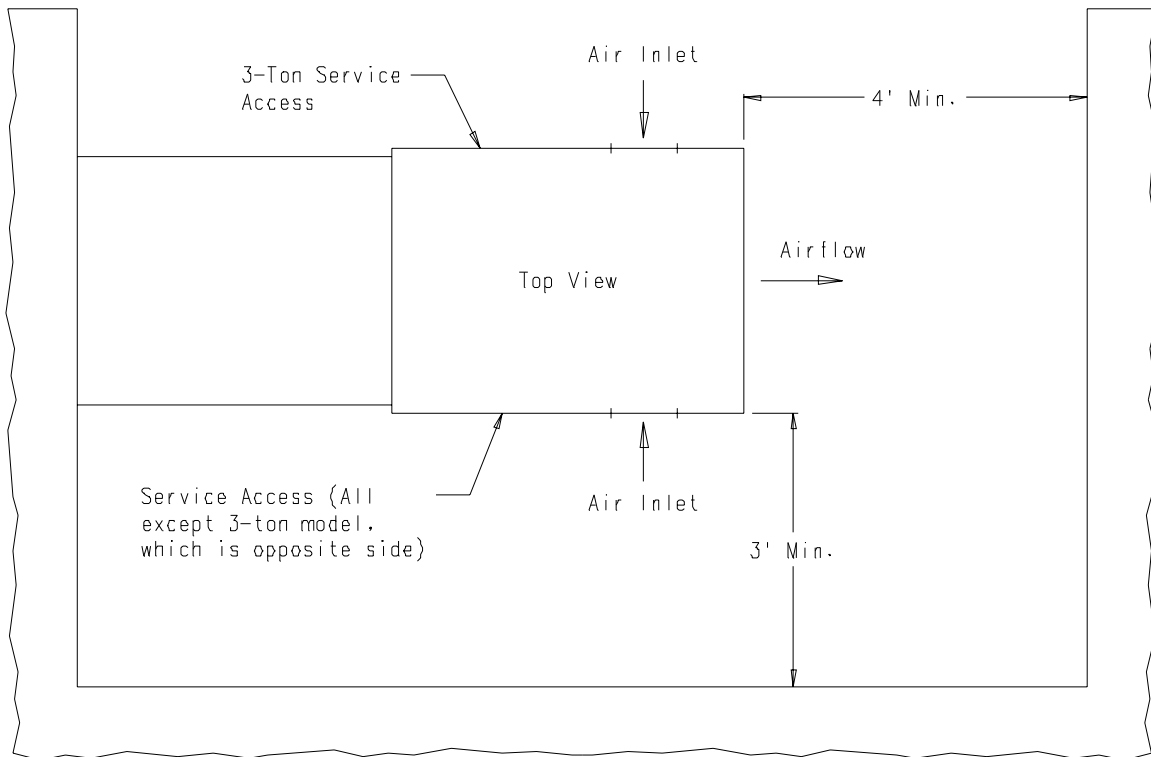 Air Inlet
3-Ton Service
Access
4' Min.
Airflow
Top View
Service Access (All
except 3-ton model,
which is opposite side)
Air Inlet
3' Min.